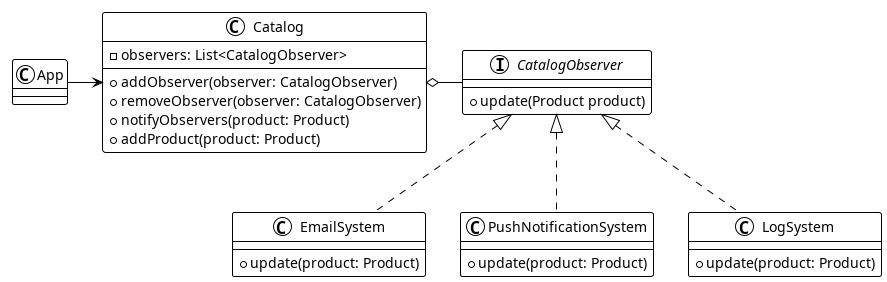 C App
C Catalog
observers: List<CatalogObserver>
addObserver(observer: CatalogObserver)
removeObserver(observer: CatalogObserver)
notifyObservers(product: Product)
addProduct(product: Product)
I CatalogObserver
update(Product product)
C EmailSystem
update(product: Product)
C PushNotificationSystem
update(product: Product)
C LogSystem
update(product: Product)